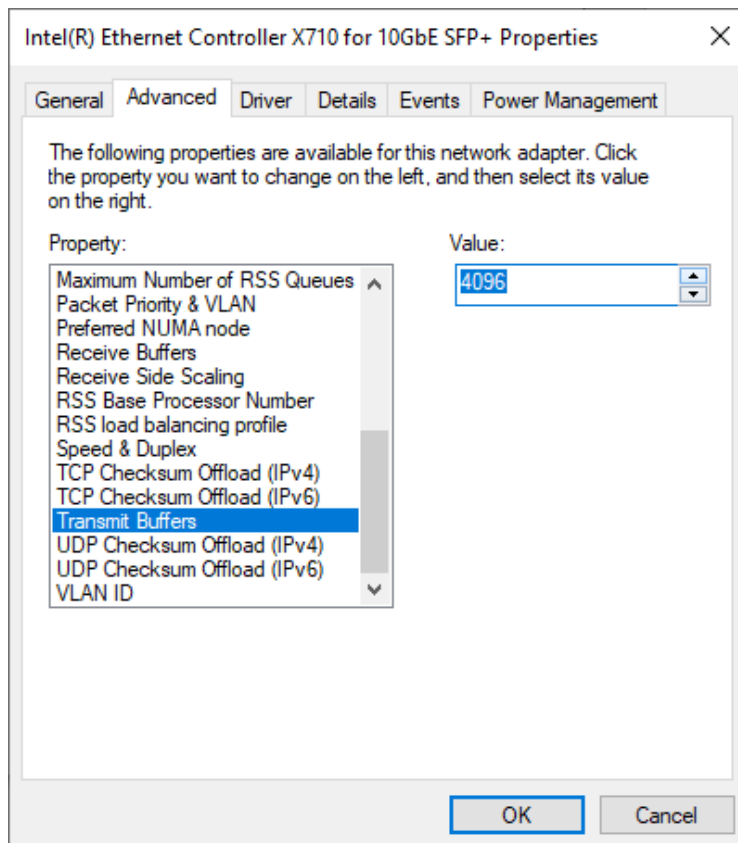 Intel(R) Ethernet Controller X710 for 10GbE SFP+ Properties
General Advanced Driver Details Events Power Management
The following properties are available for this network adapter. Click
the property you want to change on the left, and then select its value
on the right.
Property:
Value:
Maximum Number of RSS Queues
Packet Priority & VLAN
Preferred NUMA node
Receive Buffers
Receive Side Scaling
RSS Base Processor Number
RSS load balancing profile
Speed & Duplex
TCP Checksum Offload (IPv4)
TCP Checksum Offload (IPv6)
Transmit Buffers
UDP Checksum Offload (IPv4)
UDP Checksum Offload (IPv6)
VLAN ID
4096
OK
Cancel